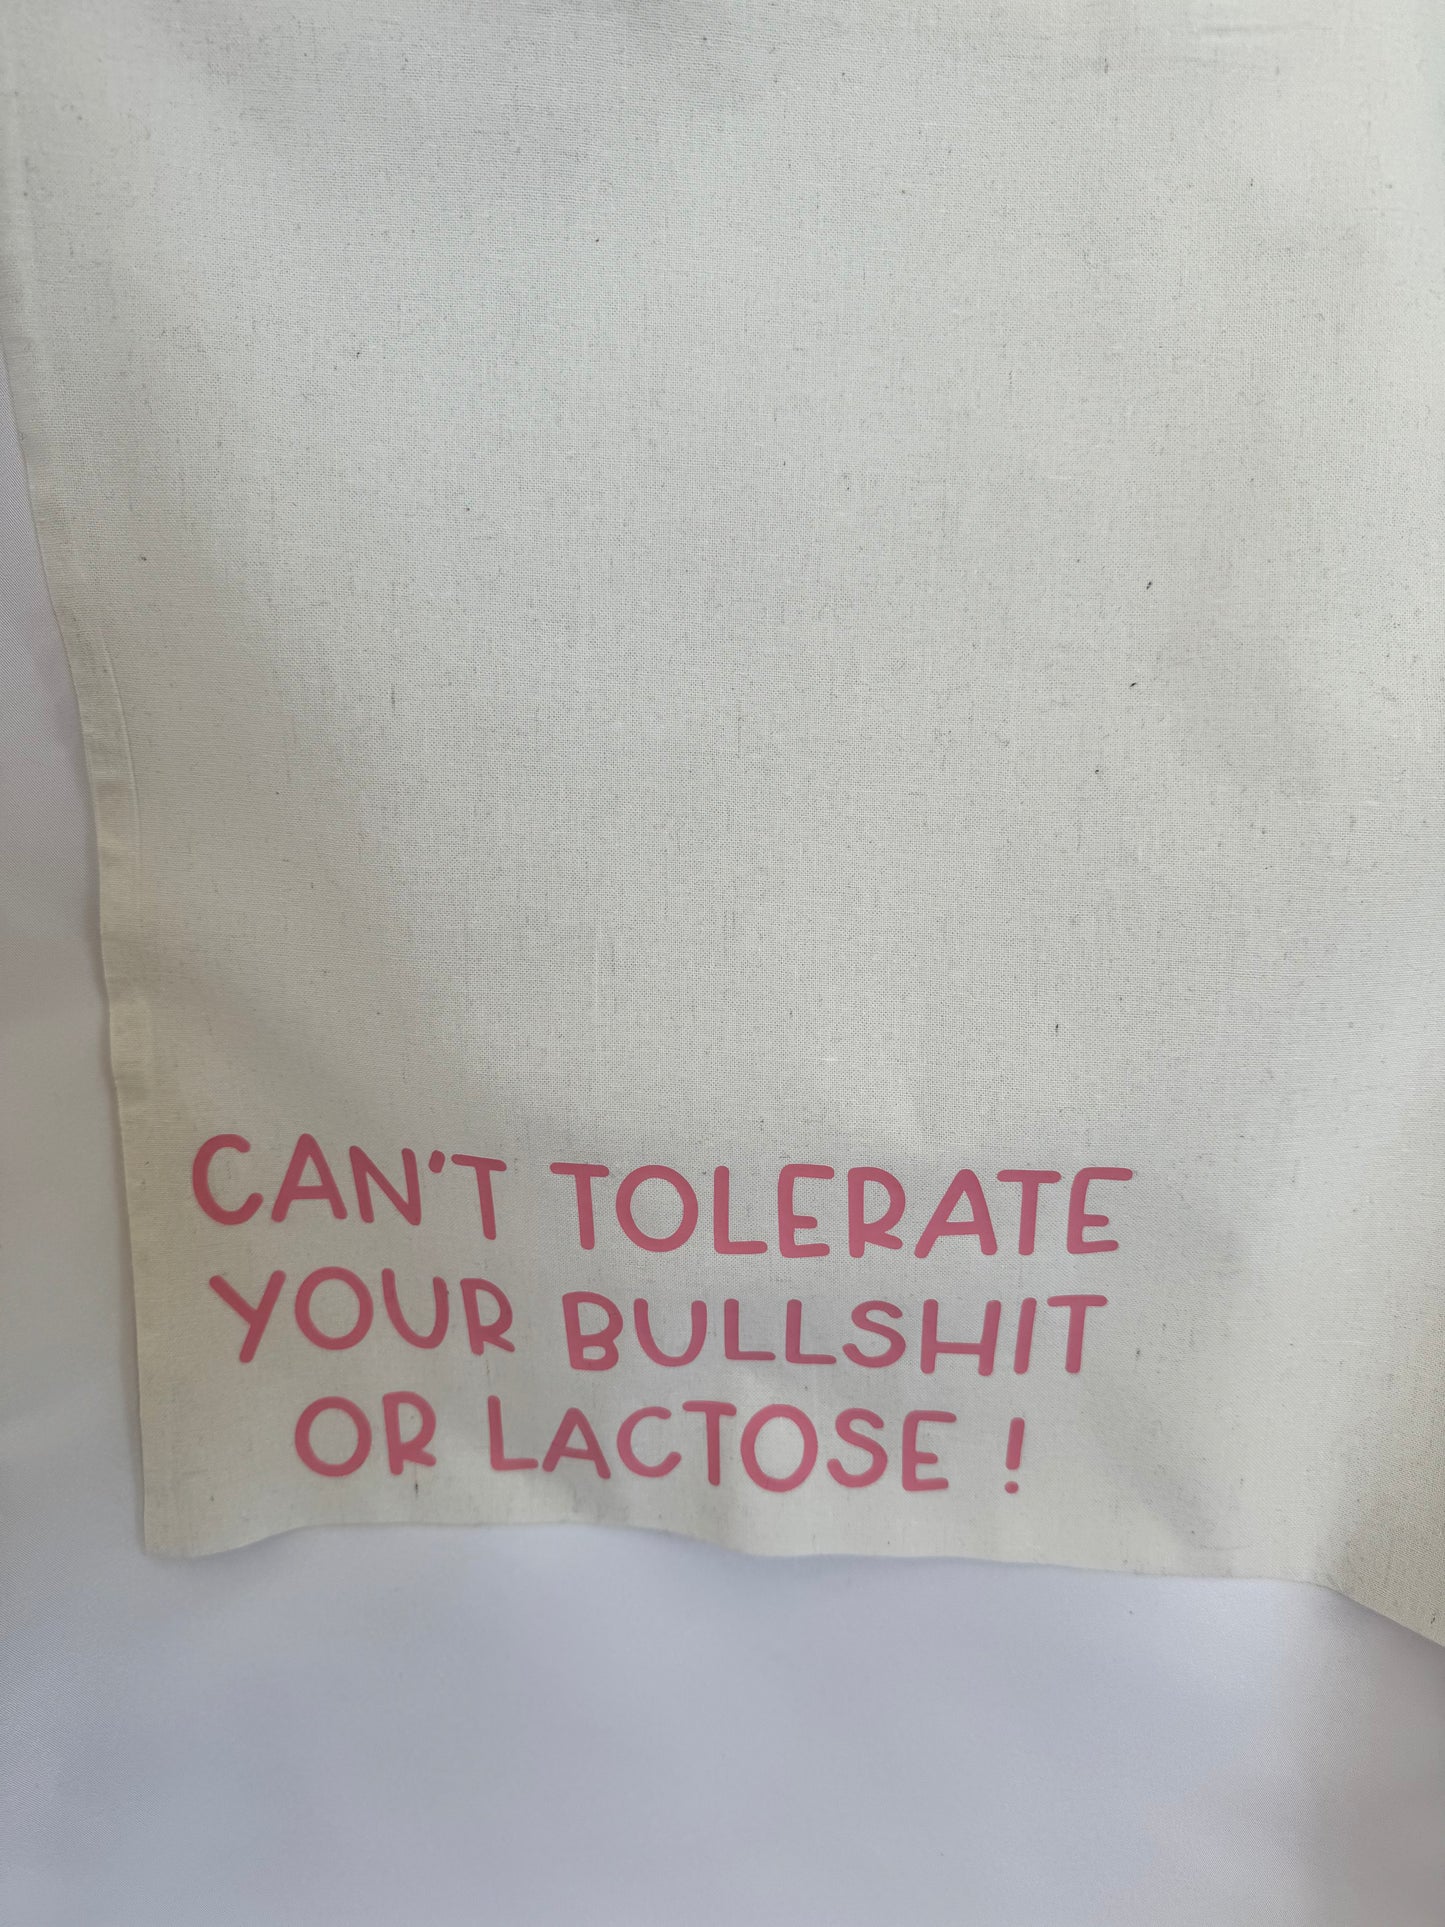 CAN'T TOLERATE
YOUR BULLSHIT
OR LACTOSE !